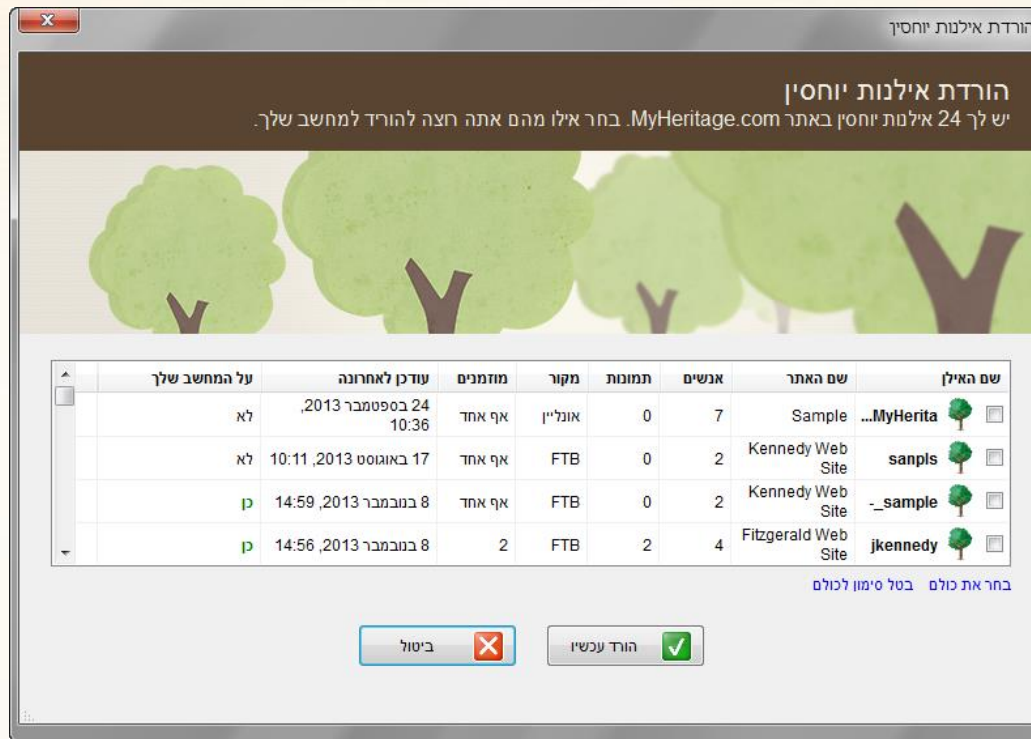 הורדת אילנות יוחסין
הורדת אילנות יוחסין
יש לך 24 אילנות יוחסין באתר MyHeritage.com. בחר אילו מהם אתה רוצה להוריד למחשב שלך.
שם האילן שם האתר אנשים תמונות מקור מוזמנים עודכן לאחרונה על המחשב שלך
MyHerita... Sample 7 0 אונליין אף אחד 24 בספטמבר 2013, לא
10:36
sanpls Kennedy Web 2 0 FTB אף אחד 17 באוגוסט 2013, 10:11 לא
Site
_sample- Kennedy Web 2 0 FTB אף אחד 8 בנובמבר 2013, 14:59 כן
Site
jkennedy Fitzgerald Web 4 2 FTB 2 8 בנובמבר 2013, 14:56 כן
Site
בחר את כולם בטל סימון לכולם
הורד עכשיו ביטול